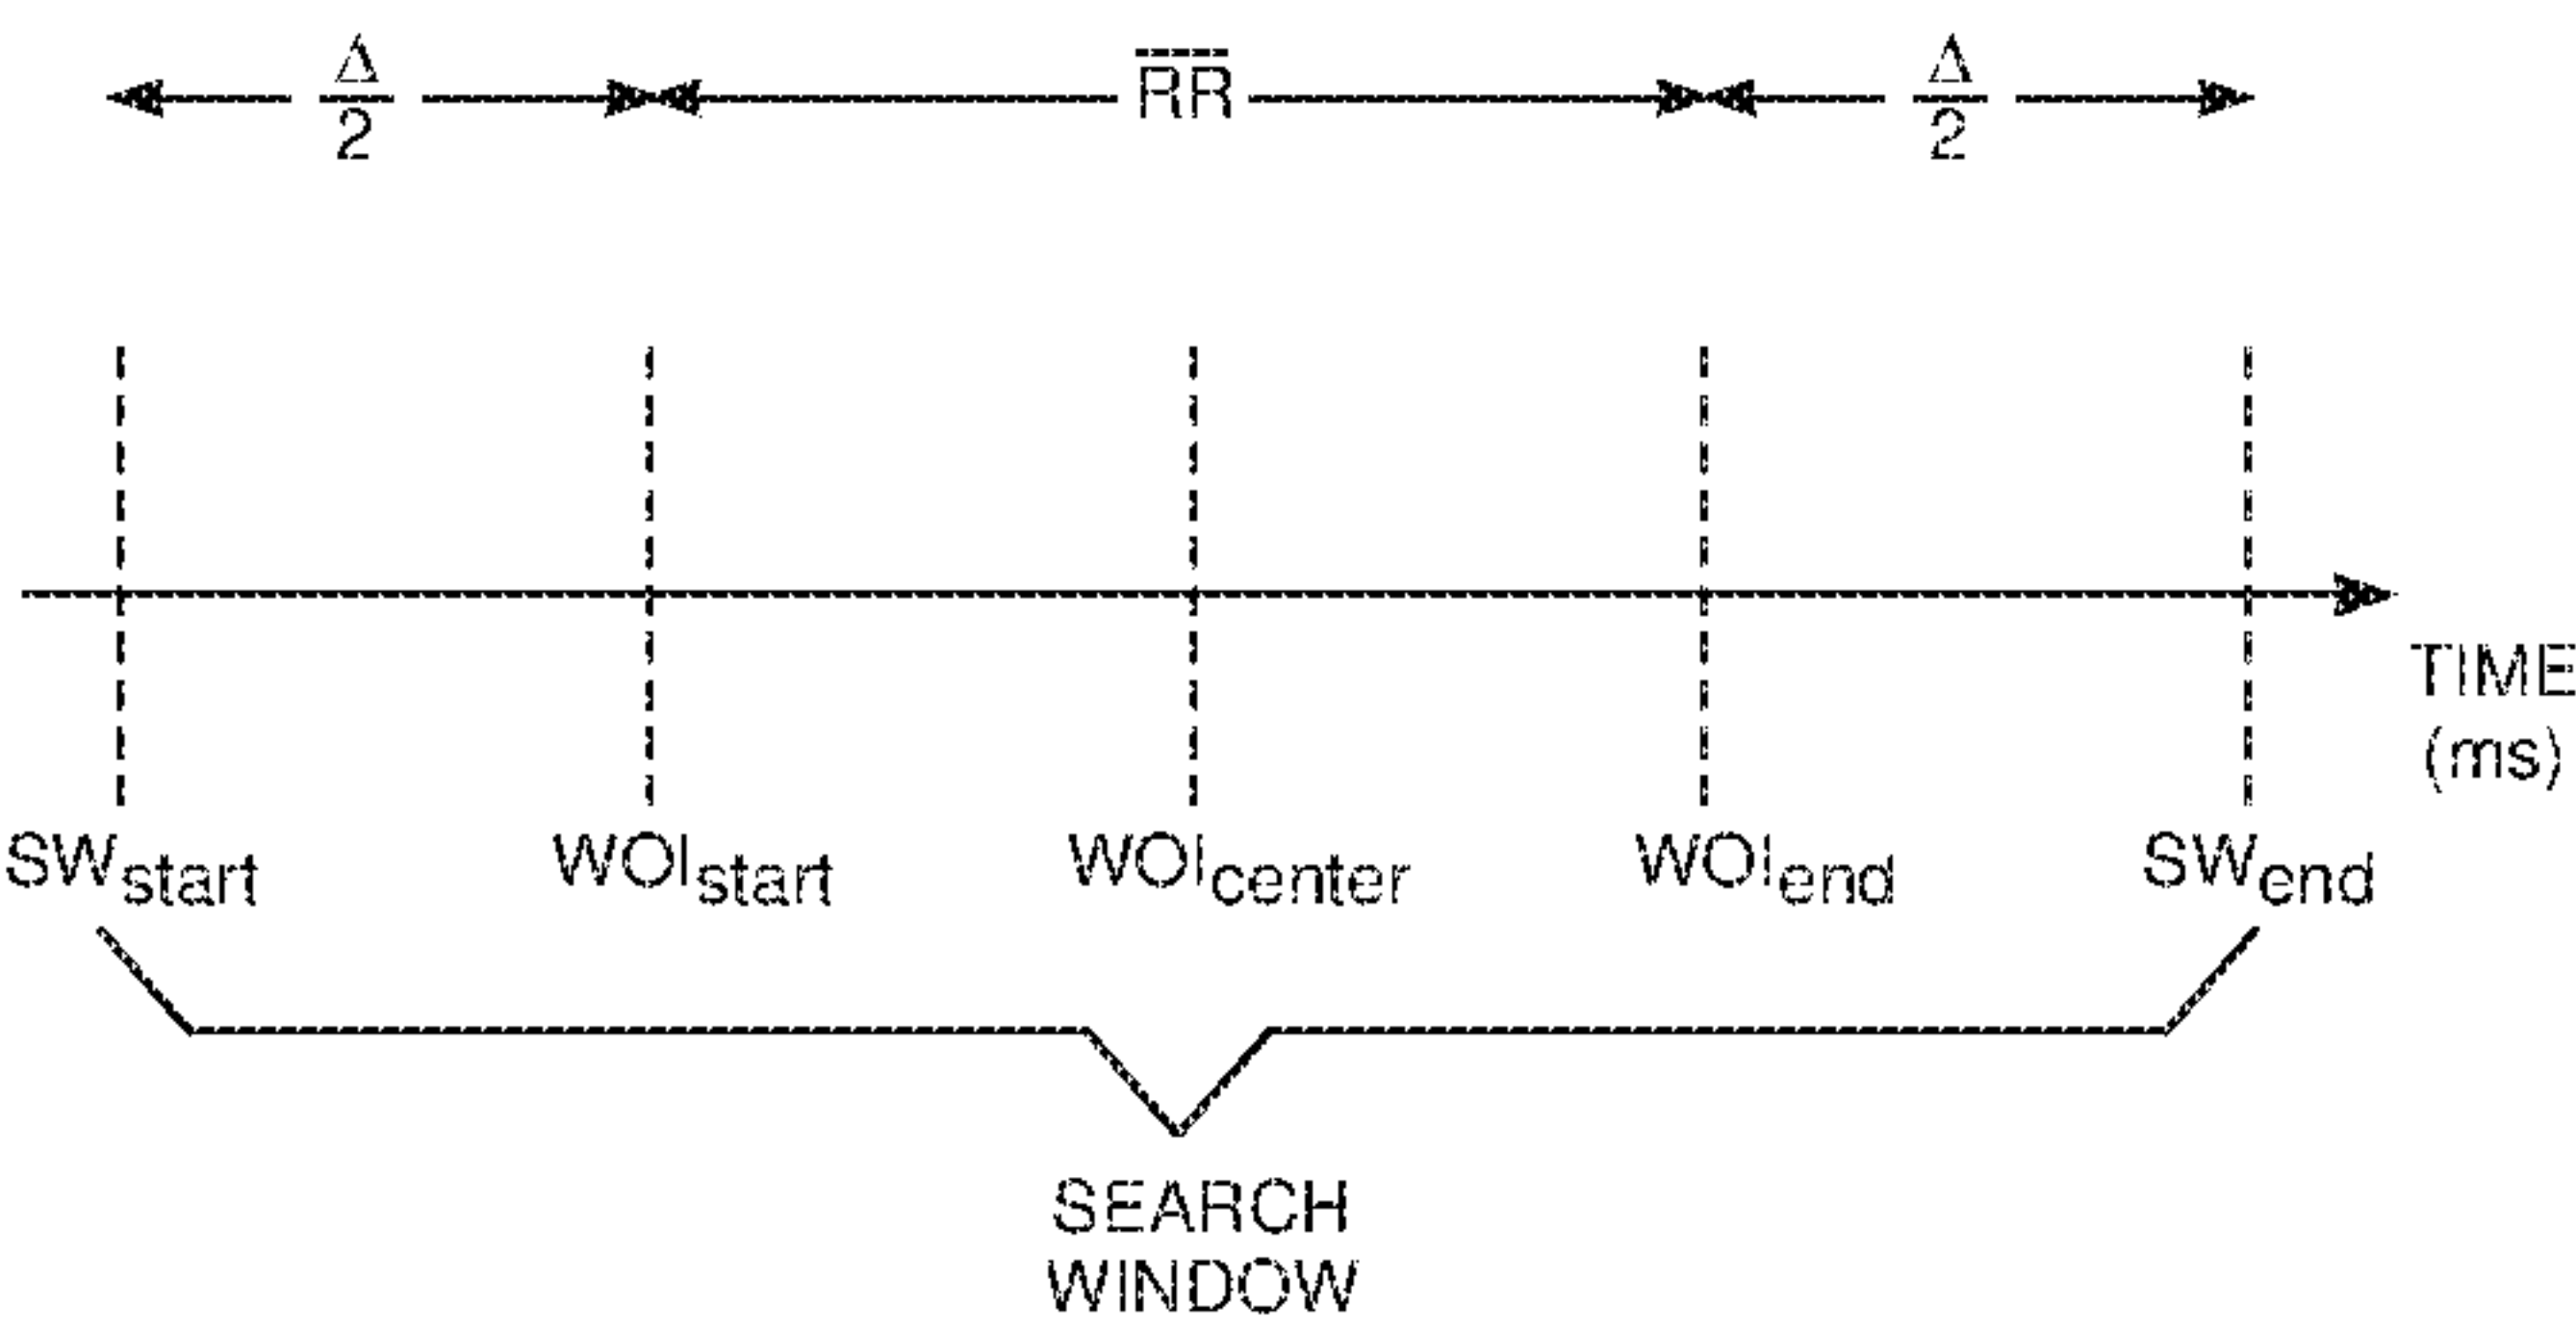 Δ/2 RR Δ/2
TIME
(ms)
SWstart WOIstart WOIcenter WOIend SWend
SEARCH
WINDOW